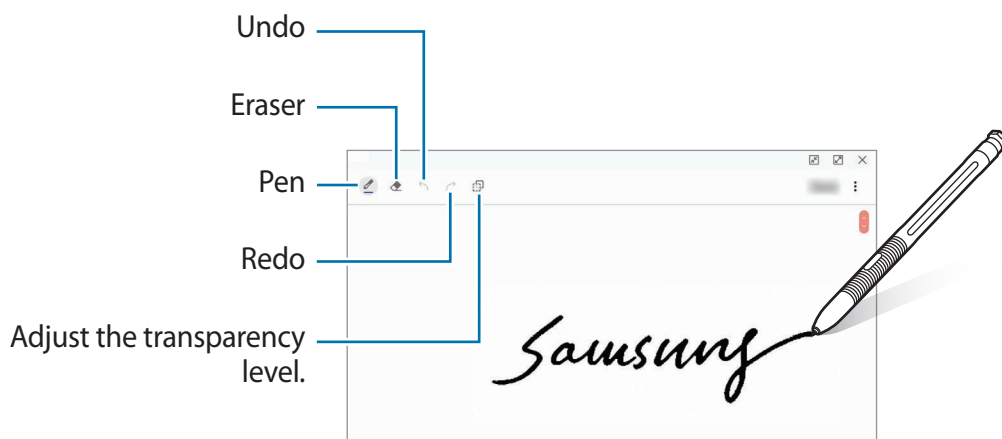 Undo
Eraser
Pen
Redo
Adjust the transparency
level.
Samsung